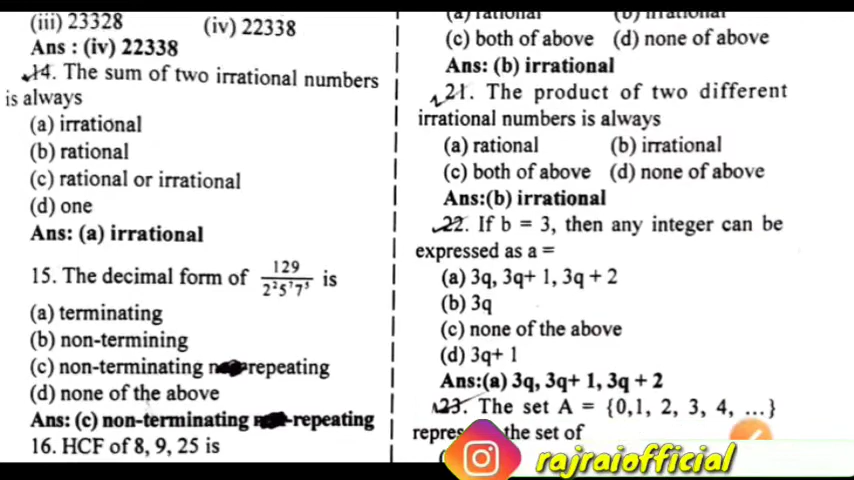 (iii) 23328 (iv) 22338
Ans : (iv) 22338
14. The sum of two irrational numbers
is always
(a) irrational
(b) rational
(c) rational or irrational
(d) one
Ans: (a) irrational
15. The decimal form of 129/2²5⁷7⁵ is
(a) terminating
(b) non-termining
(c) non-terminating repeating
(d) none of the above
Ans: (c) non-terminating -repeating
16. HCF of 8, 9, 25 is
(a) rational (b) irrational
(c) both of above (d) none of above
Ans: (b) irrational
21. The product of two different
irrational numbers is always
(a) rational (b) irrational
(c) both of above (d) none of above
Ans:(b) irrational
22. If b = 3, then any integer can be
expressed as a =
(a) 3q, 3q+ 1, 3q + 2
(b) 3q
(c) none of the above
(d) 3q+ 1
Ans:(a) 3q, 3q+ 1, 3q + 2
23. The set A = {0,1, 2, 3, 4, ...}
the set of
rajraiofficial